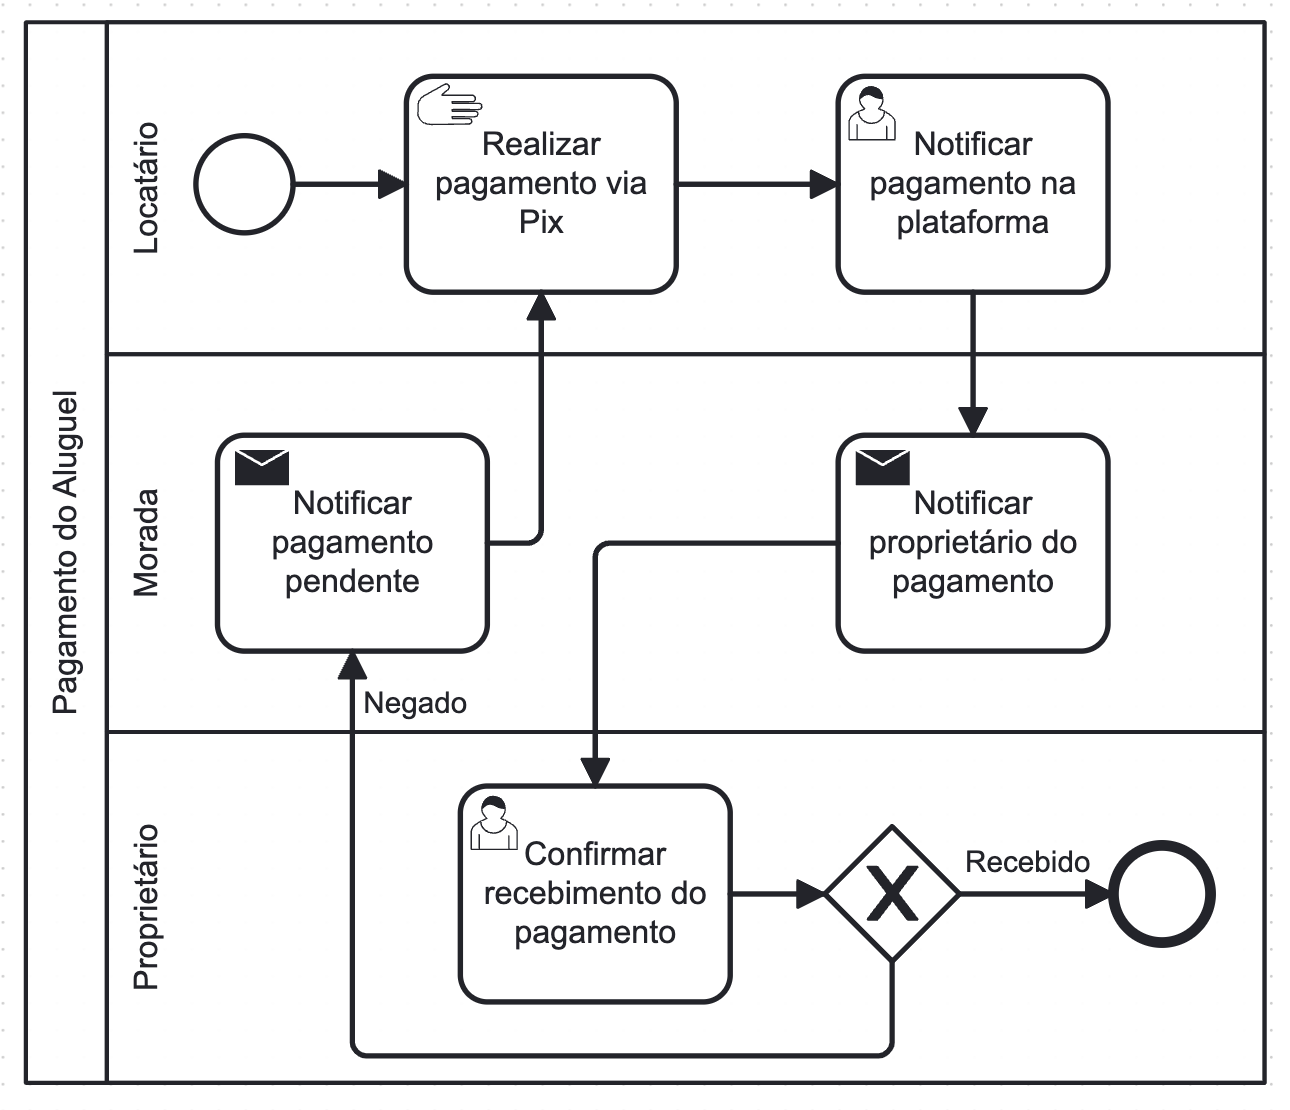 Pagamento do Aluguel
Locatário
Realizar
pagamento via
Pix
Notificar
pagamento na
plataforma
Morada
Notificar
pagamento
pendente
Notificar
proprietário do
pagamento
Negado
Proprietário
Confirmar
recebimento do
pagamento
X
Recebido